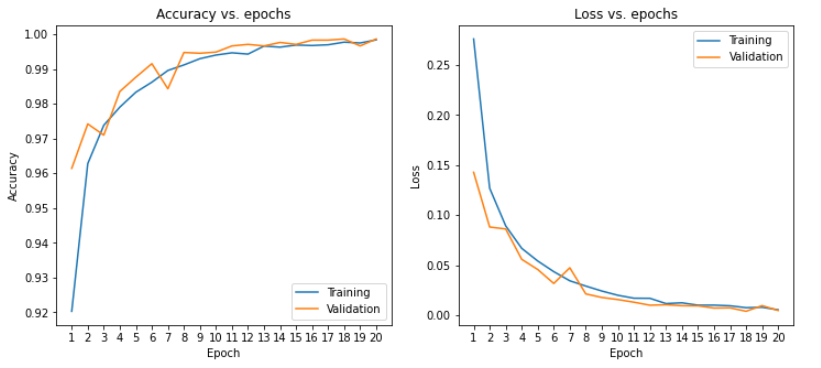 Accuracy vs. epochs
1.00
0.99
0.98
0.97
0.96
0.95
0.94
0.93
0.92
Accuracy
Training
Validation
1 2 3 4 5 6 7 8 9 10 11 12 13 14 15 16 17 18 19 20
Epoch
Loss vs. epochs
Training
Validation
0.25
0.20
0.15
0.10
0.05
0.00
Loss
1 2 3 4 5 6 7 8 9 10 11 12 13 14 15 16 17 18 19 20
Epoch